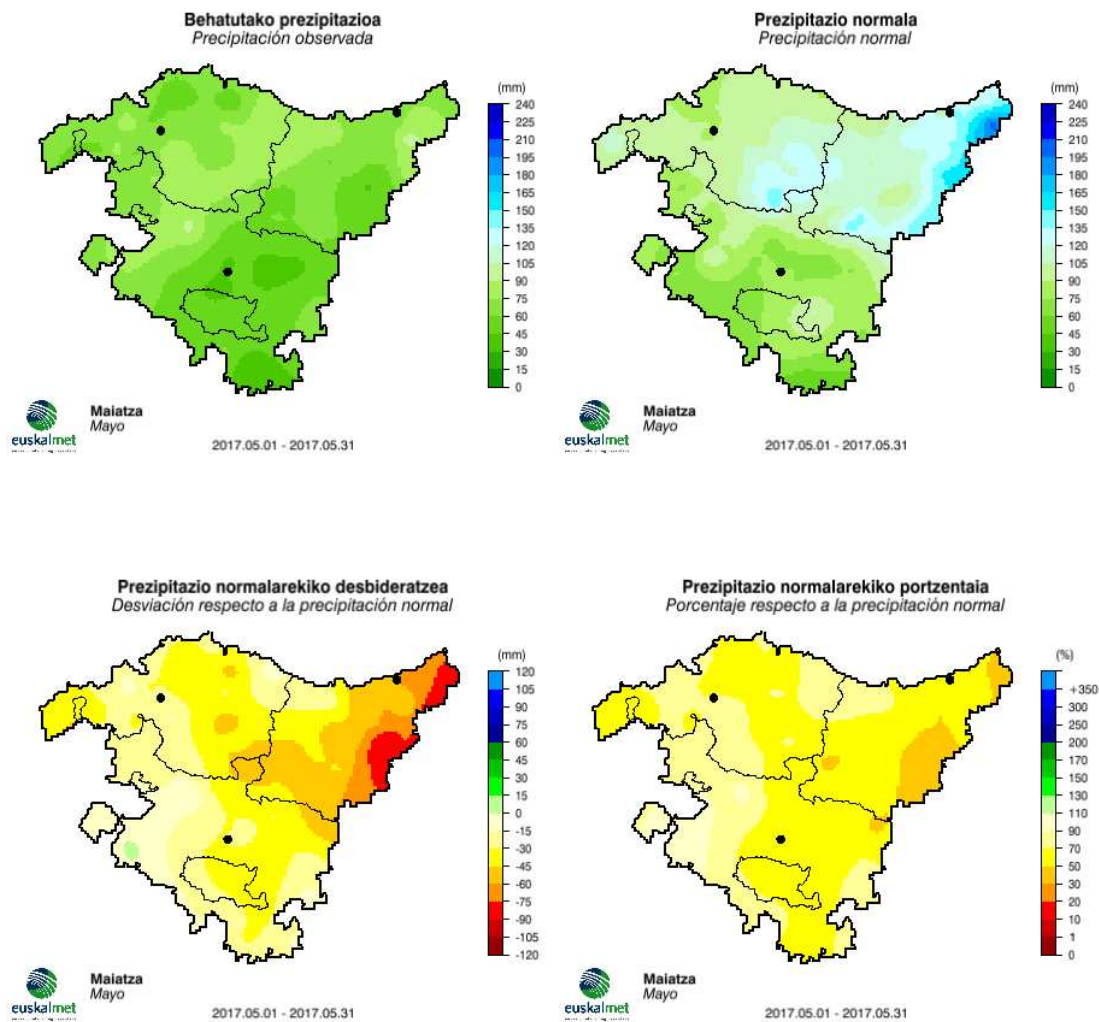 Behatutako prezipitazioa
Precipitación observada
(mm)
240
225
210
195
180
165
150
135
120
105
90
75
60
45
30
15
0
euskalmet
Maiatza
Mayo
2017.05.01 - 2017.05.31
Prezipitazio normala
Precipitación normal
(mm)
240
225
210
195
180
165
150
135
120
105
90
75
60
45
30
15
0
euskalmet
Maiatza
Mayo
2017.05.01 - 2017.05.31
Prezipitazio normalarekiko desbideratzea
Desviación respecto a la precipitación normal
(mm)
120
105
90
75
60
45
30
15
0
-15
-30
-45
-60
-75
-90
-105
-120
euskalmet
Maiatza
Mayo
2017.05.01 - 2017.05.31
Prezipitazio normalarekiko portzentaia
Porcentaje respecto a la precipitación normal
(%)
+350
300
250
200
170
150
130
110
90
70
50
30
20
10
1
0
euskalmet
Maiatza
Mayo
2017.05.01 - 2017.05.31